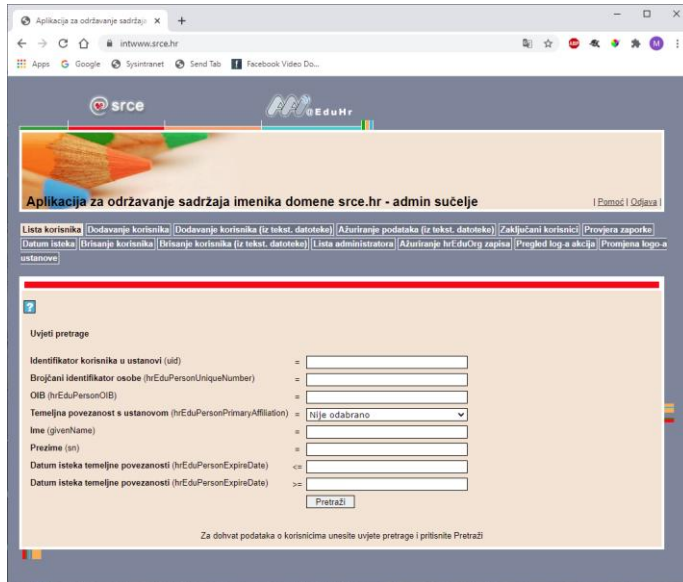 Aplikacija za održavanje sadržaja
intwww.srce.hr
ABP
M
Apps Google Sysintranet Send Tab Facebook Video Do...
srce
AAI@EduHr
Aplikacija za održavanje sadržaja imenika domene srce.hr - admin sučelje
| Pomoć | Odjava |
Lista korisnika Dodavanje korisnika Dodavanje korisnika (iz tekst. datoteke) Ažuriranje podataka (iz tekst. datoteke) Zaključani korisnici Provjera zaporke
Datum isteka Brisanje korisnika Brisanje korisnika (iz tekst. datoteke) Lista administratora Ažuriranje hrEduOrg zapisa Pregled log-a akcija Promjena logo-a
ustanove
?
Uvjeti pretrage
Identifikator korisnika u ustanovi (uid) =
Brojčani identifikator osobe (hrEduPersonUniqueNumber) =
OIB (hrEduPersonOIB) =
Temeljna povezanost s ustanovom (hrEduPersonPrimaryAffiliation) = Nije odabrano
Ime (givenName) =
Prezime (sn) =
Datum isteka temeljne povezanosti (hrEduPersonExpireDate) <=
Datum isteka temeljne povezanosti (hrEduPersonExpireDate) >=
Pretraži
Za dohvat podataka o korisnicima unesite uvjete pretrage i pritisnite Pretraži